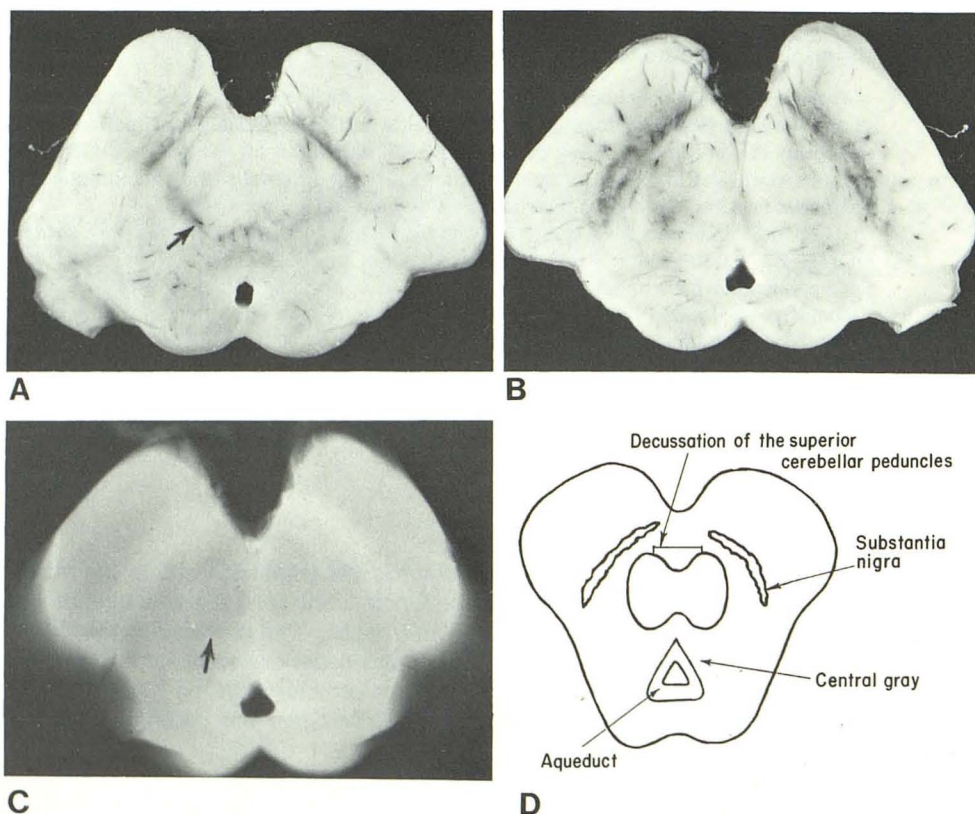 A
B
C
Decussation of the superior
cerebellar peduncles
Substantia
nigra
Central gray
Aqueduct
D